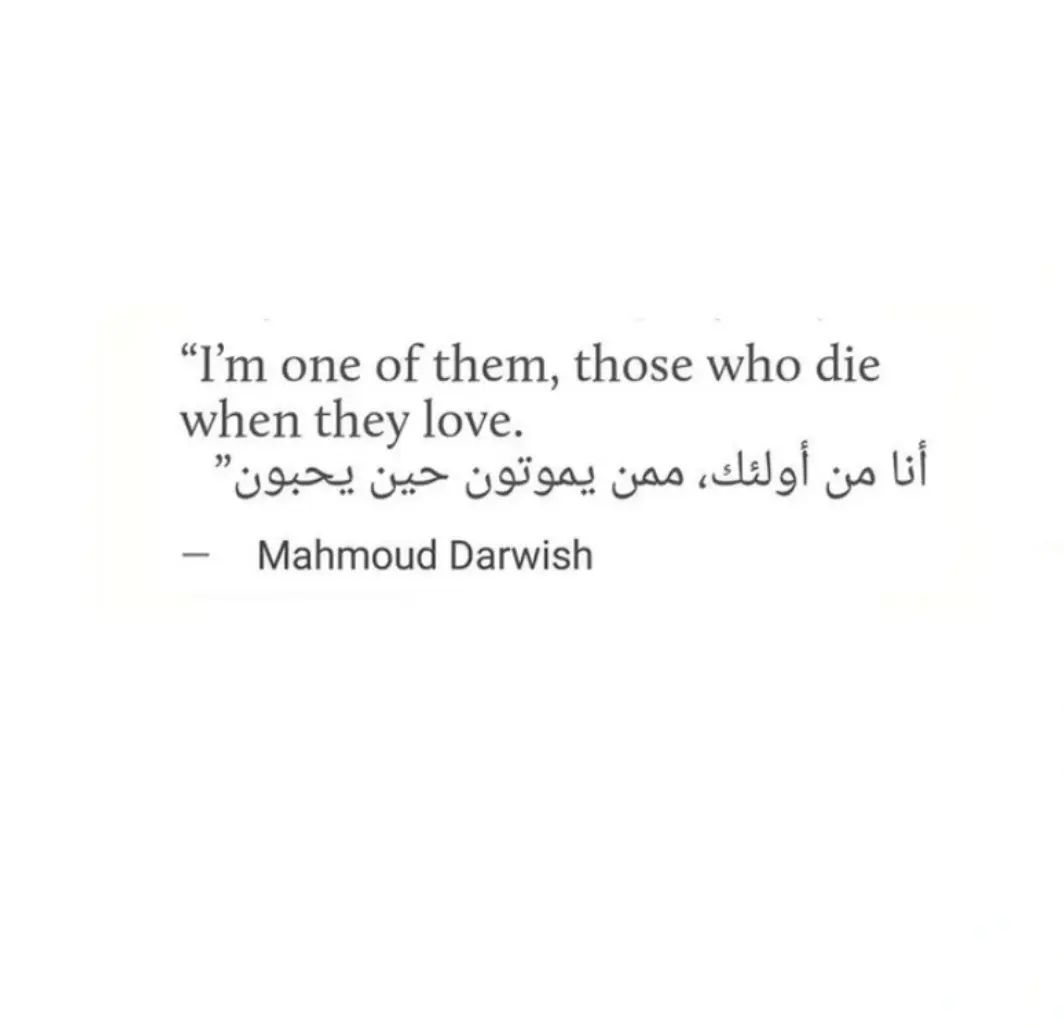 “I’m one of them, those who die
when they love.
أنا من أولئك، ممن يموتون حين يحبون”
— Mahmoud Darwish